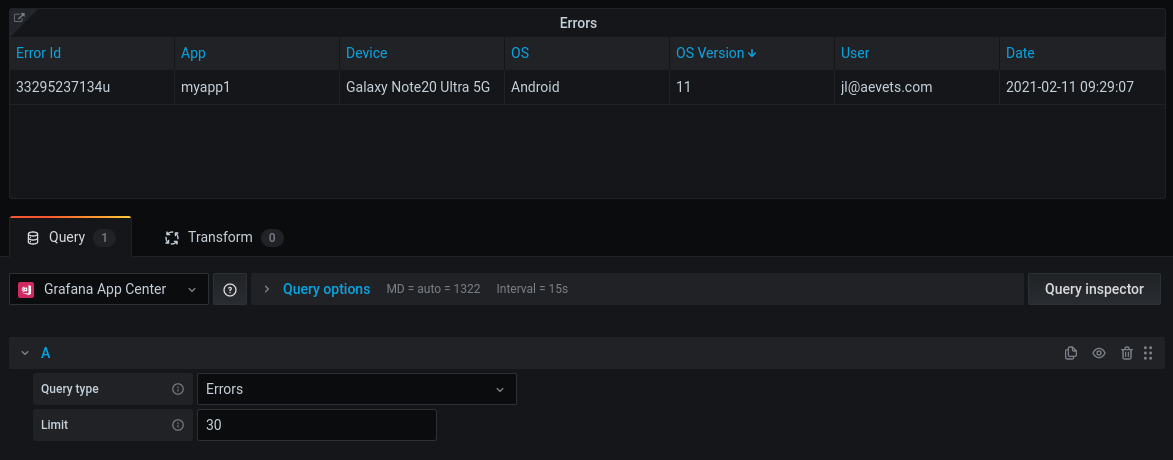 Errors
Error Id App Device OS OS Version User Date
33295237134u myapp1 Galaxy Note20 Ultra 5G Android 11 jl@aevets.com 2021-02-11 09:29:07
Query 1 Transform 0
Grafana App Center Query options MD = auto = 1322 Interval = 15s Query inspector
A
Query type Errors
Limit 30